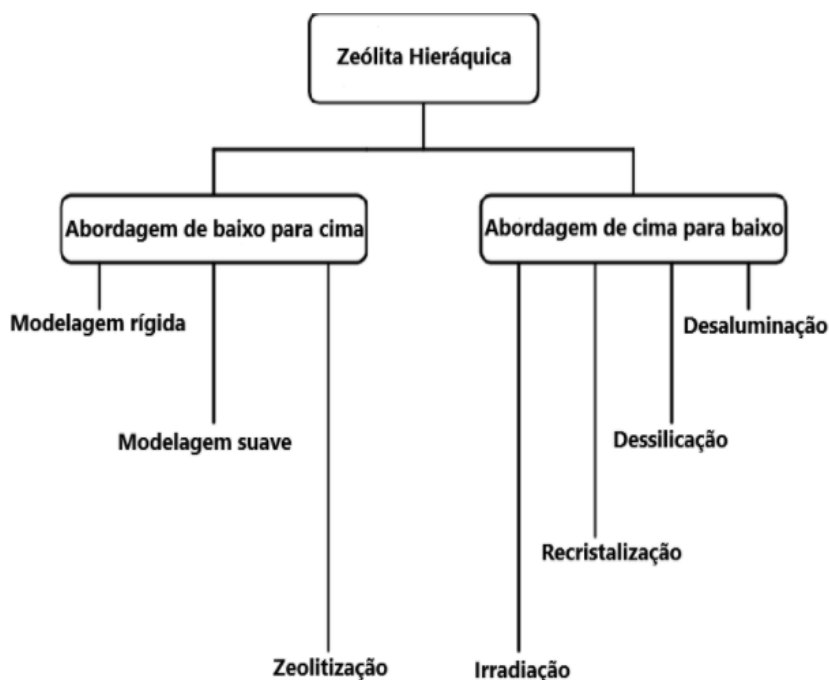 Zeólita Hieráquica
Abordagem de baixo para cima
Abordagem de cima para baixo
Modelagem rígida
Desaluminação
Modelagem suave
Dessilicação
Recristalização
Zeolitização
Irradiação